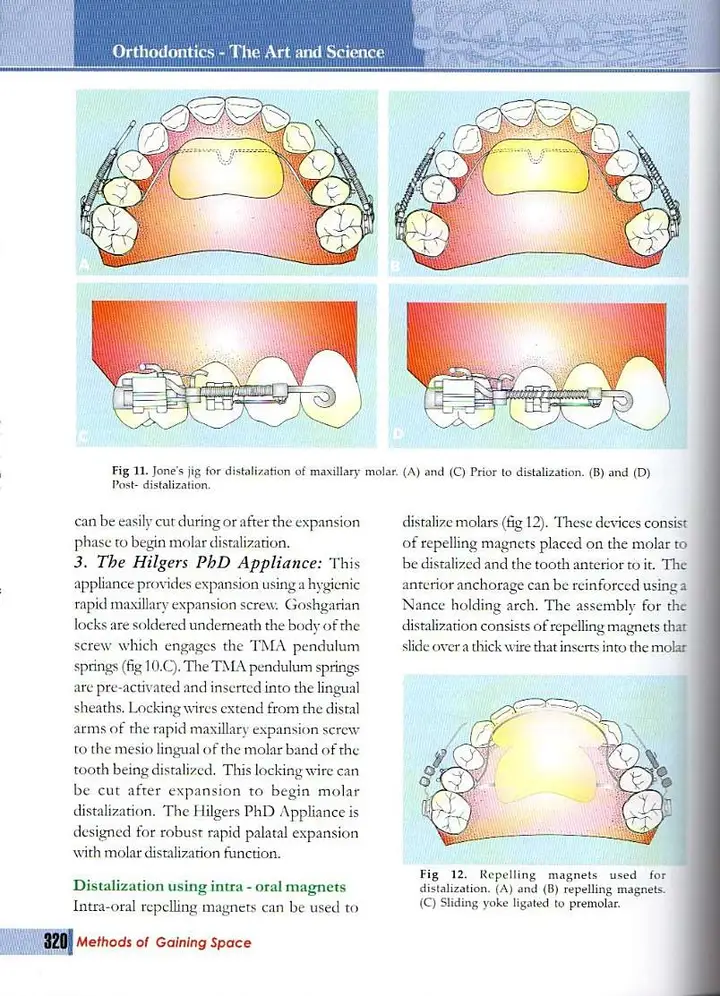 Orthodontics - The Art and Science
A
B
C
D
Fig 11. Jone's jig for distalization of maxillary molar. (A) and (C) Prior to distalization. (B) and (D)
Post- distalization.
can be easily cut during or after the expansion
phase to begin molar distalization.
3. The Hilgers PhD Appliance: This
appliance provides expansion using a hygienic
rapid maxillary expansion screw. Goshgarian
locks are soldered underneath the body of the
screw which engages the TMA pendulum
springs (fig 10.C). The TMA pendulum springs
are pre-activated and inserted into the lingual
sheaths. Locking wires extend from the distal
arms of the rapid maxillary expansion screw
to the mesio lingual of the molar band of the
tooth being distalized. This locking wire can
be cut after expansion to begin molar
distalization. The Hilgers PhD Appliance is
designed for robust rapid palatal expansion
with molar distalization function.
Distalization using intra - oral magnets
Intra-oral repelling magnets can be used to
distalize molars (fig 12). These devices consist
of repelling magnets placed on the molar to
be distalized and the tooth anterior to it. The
anterior anchorage can be reinforced using a
Nance holding arch. The assembly for the
distalization consists of repelling magnets that
slide over a thick wire that inserts into the molar
Fig 12. Repelling magnets used for
distalization. (A) and (B) repelling magnets.
(C) Sliding yoke ligated to premolar.
320 Methods of Gaining Space